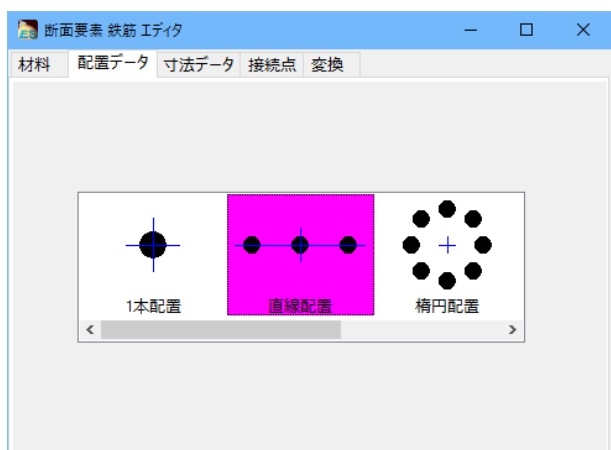 断面要素 鉄筋 エディタ
材料 配置データ 寸法データ 接続点 変換
1本配置 直線配置 楕円配置